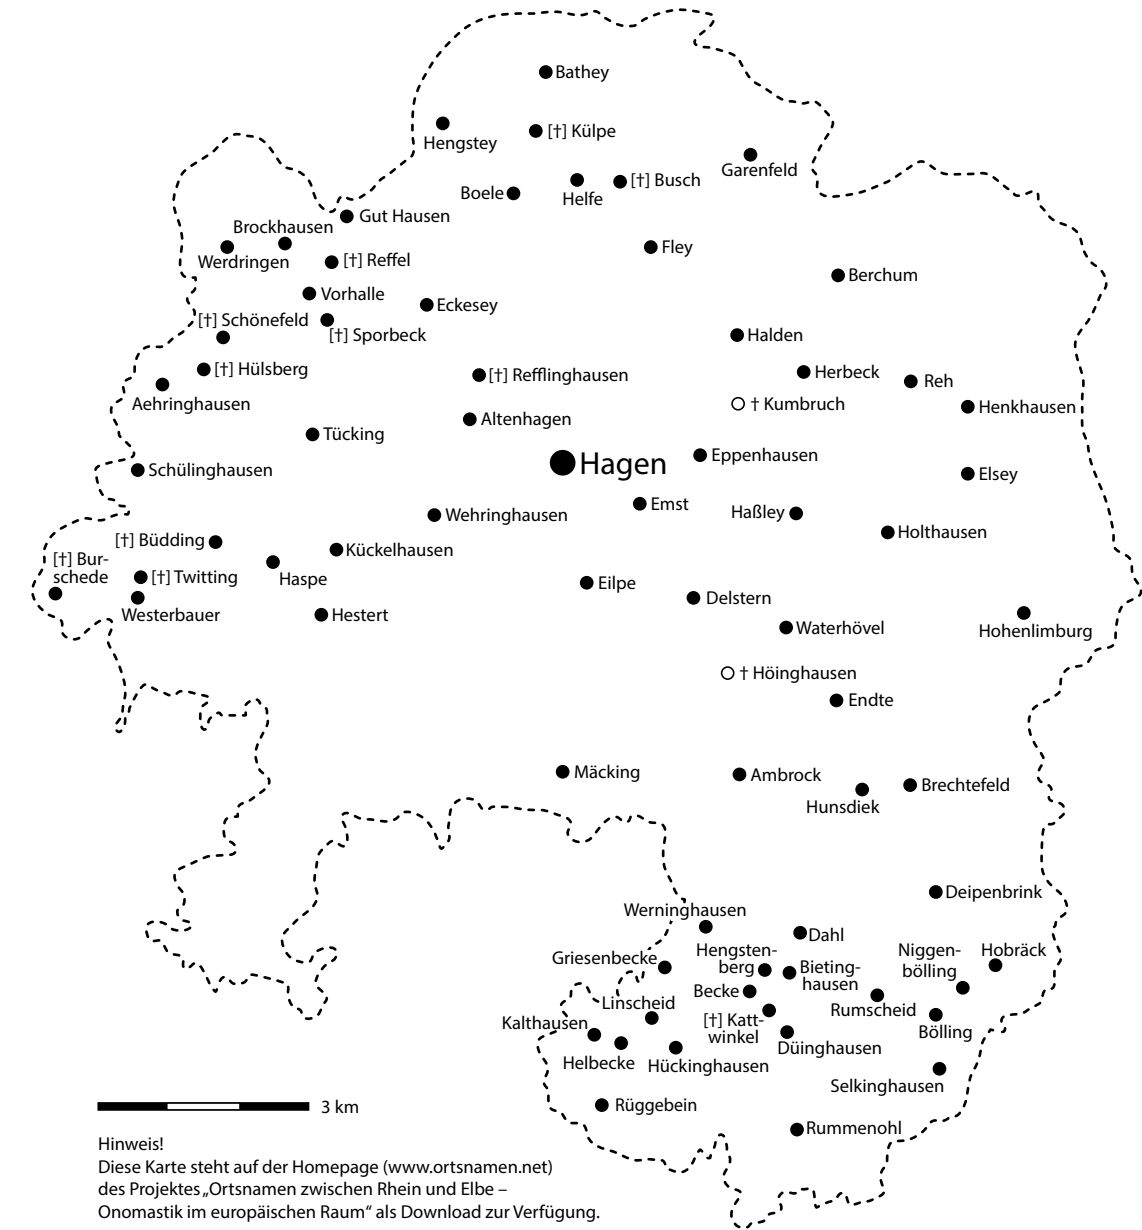 Bathey
[†] Külpe
Hengstey
Garenfeld
[†] Busch
Boele
Helfe
Gut Hausen
Brockhausen
Fley
Werdringen
[†] Reffel
Berchum
Vorhalle
Eckesey
[†] Schönefeld
[†] Sporbeck
Halden
[†] Hülsberg
[†] Refflinghausen
Herbeck
Reh
Aehringhausen
† Kumbruch
Henkhausen
Altenhagen
Tücking
Eppenhausen
Hagen
Schülinghausen
Elsey
Emst
Haßley
Wehringhausen
Holthausen
[†] Büdding
Kückelhausen
[†] Bur-
schede
[†] Twitting
Haspe
Eilpe
Delstern
Westerbauer
Hestert
Waterhövel
Hohenlimburg
† Höinghausen
Endte
Mäcking
Ambrock
Brechtefeld
Hunsdiek
Deipenbrink
Werninghausen
Dahl
Hengsten-
berg
Niggen-
bölling
Hobräck
Griesenbecke
Bieting-
hausen
Becke
Linscheid
Rumscheid
[†] Katt-
winkel
Kalthausen
Bölling
Düinghausen
Helbecke
Hückinghausen
Selkinghausen
Rüggebein
3 km
Rummenohl
Hinweis!
Diese Karte steht auf der Homepage (www.ortsnamen.net)
des Projektes „Ortsnamen zwischen Rhein und Elbe –
Onomastik im europäischen Raum“ als Download zur Verfügung.